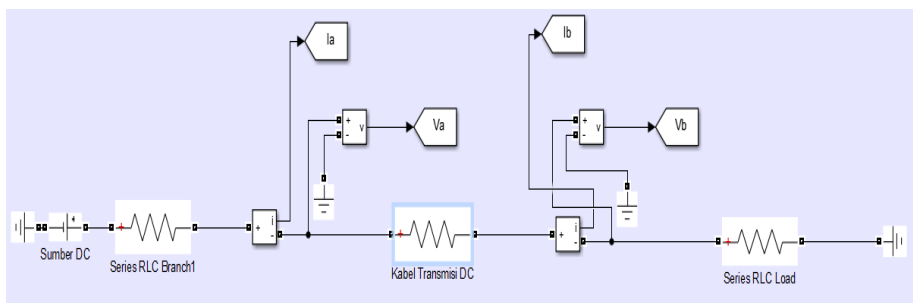 Ia
Ib
+
-
v
Va
+
-
v
Vb
+
i
-
+
i
-
+
+
+
Sumber DC
Series RLC Branch1
Kabel Transmisi DC
Series RLC Load